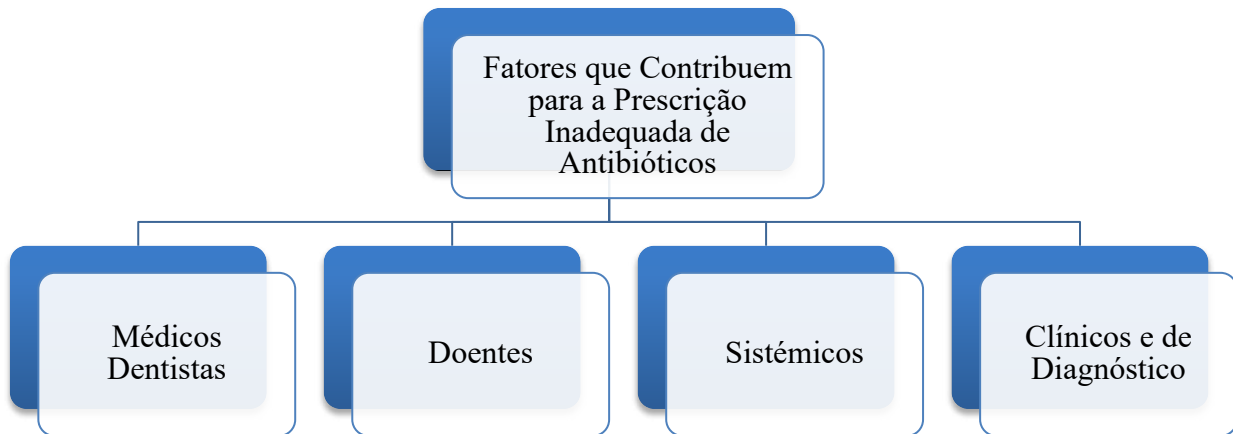 Fatores que Contribuem
para a Prescrição
Inadequada de
Antibióticos
Médicos
Dentistas
Doentes
Sistémicos
Clínicos e de
Diagnóstico